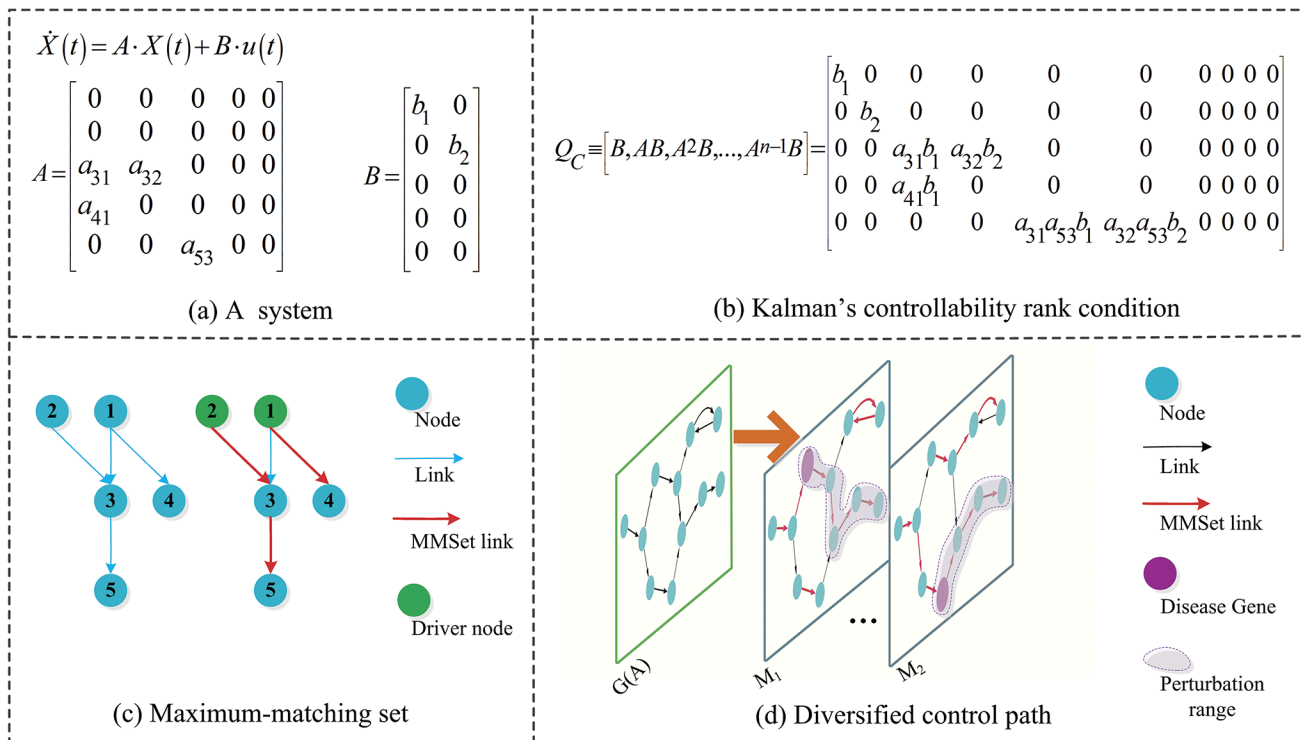 Ẋ(t)=A·X(t)+B·u(t)
A=
0 0 0 0 0
0 0 0 0 0
a31 a32 0 0 0
a41 0 0 0 0
0 0 a53 0 0
B=
b1 0
0 b2
0 0
0 0
0 0
(a) A system
QC≡[B,AB,A2B,...,An−1B]=
b1 0 0 0 0 0 0 0 0 0
0 b2 0 0 0 0 0 0 0 0
0 0 a31b1 a32b2 0 0 0 0 0 0
0 0 a41b1 0 0 0 0 0 0 0
0 0 0 0 a31a53b1 a32a53b2 0 0 0 0
(b) Kalman's controllability rank condition
2 1
3 4
5
2 1
3 4
5
Node
Link
MMSet link
Driver node
(c) Maximum-matching set
G(A)
M1
...
M2
Node
Link
MMSet link
Disease Gene
Perturbation
range
(d) Diversified control path